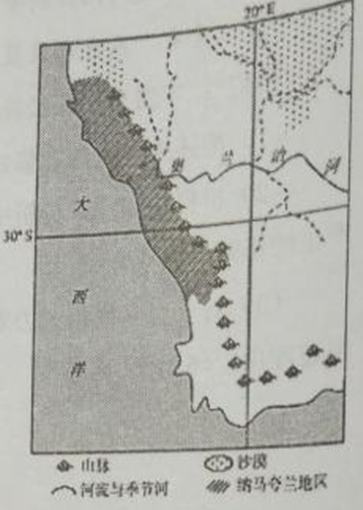 20°E
奥兰治河
大西洋
30°S
山脉 沙漠
河流与季节河 纳马夸兰地区